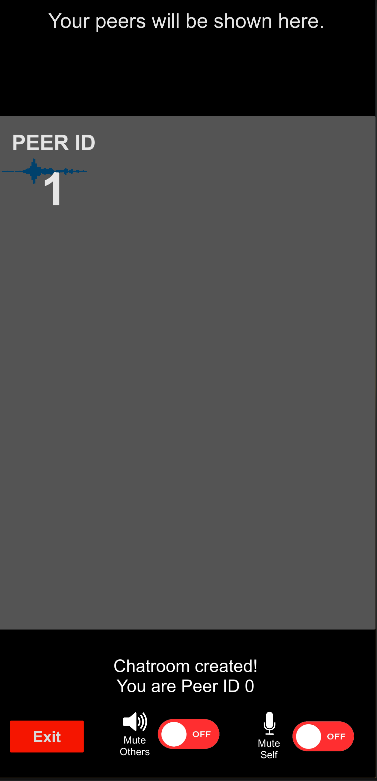 Your peers will be shown here.
PEER ID
1
Chatroom created!
You are Peer ID 0
Exit
Mute
Others
OFF
Mute
Self
OFF